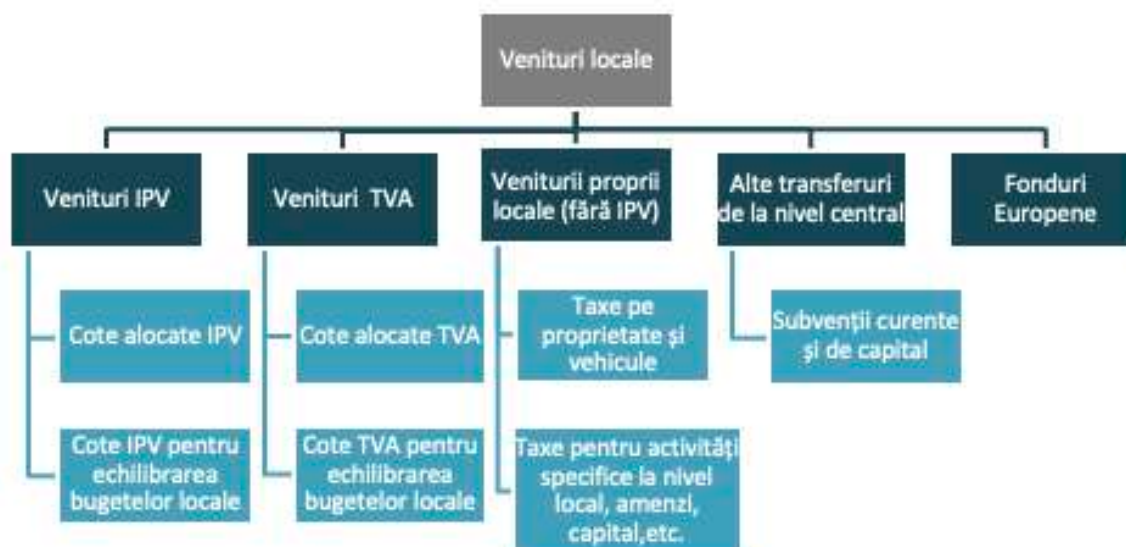 Venituri locale
Venituri IPV
Venituri TVA
Veniturii proprii
locale (fără IPV)
Alte transferuri
de la nivel central
Fonduri
Europene
Cote alocate IPV
Cote alocate TVA
Taxe pe
proprietate și
vehicule
Subvenții curente
și de capital
Cote IPV pentru
echilibrarea
bugetelor locale
Cote TVA pentru
echilibrarea
bugetelor locale
Taxe pentru activități
specifice la nivel
local, amenzi,
capital,etc.